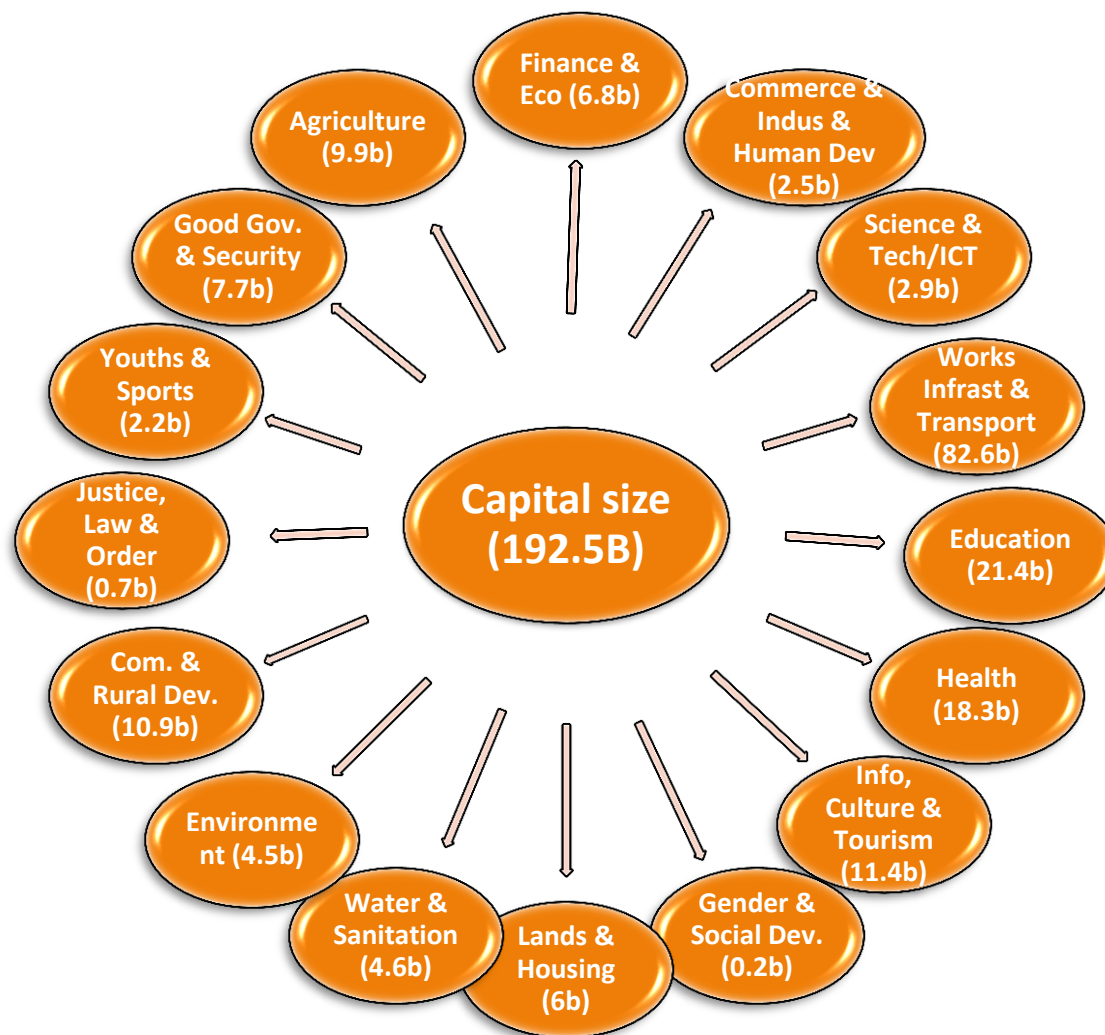 Finance &
Eco (6.8b)
Commerce &
Indus &
Human Dev
(2.5b)
Science &
Tech/ICT
(2.9b)
Works
Infrast &
Transport
(82.6b)
Education
(21.4b)
Health
(18.3b)
Info,
Culture &
Tourism
(11.4b)
Gender &
Social Dev.
(0.2b)
Lands &
Housing
(6b)
Water &
Sanitation
(4.6b)
Environme
nt (4.5b)
Com. &
Rural Dev.
(10.9b)
Justice,
Law &
Order
(0.7b)
Youths &
Sports
(2.2b)
Good Gov.
& Security
(7.7b)
Agriculture
(9.9b)
Capital size
(192.5B)